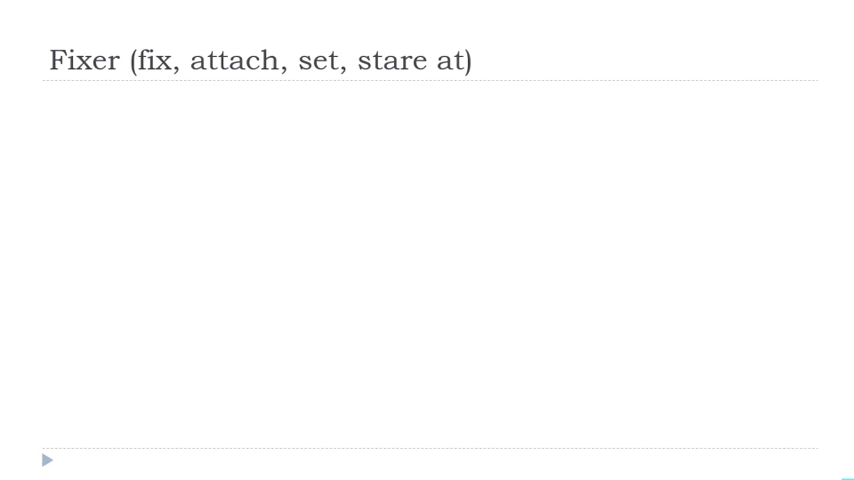 Fixer (fix, attach, set, stare at)